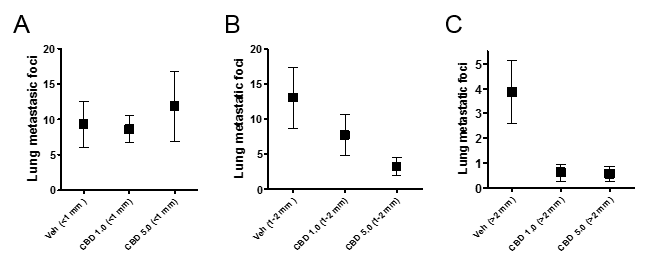 A
B
C
Lung metastasic foci
20
15
10
5
0
Veh (<1 mm )
CBD 1.0 (<1 mm)
CBD 5.0 (<1 mm)
Lung metastatic foci
20
15
10
5
0
Veh (1-2 mm )
CBD 1.0 (1-2 mm)
CBD 5.0 (1-2 mm)
Lung metastatic foci
5
4
3
2
1
0
Veh (>2 mm )
CBD 1.0 (>2 mm)
CBD 5.0 (>2 mm)